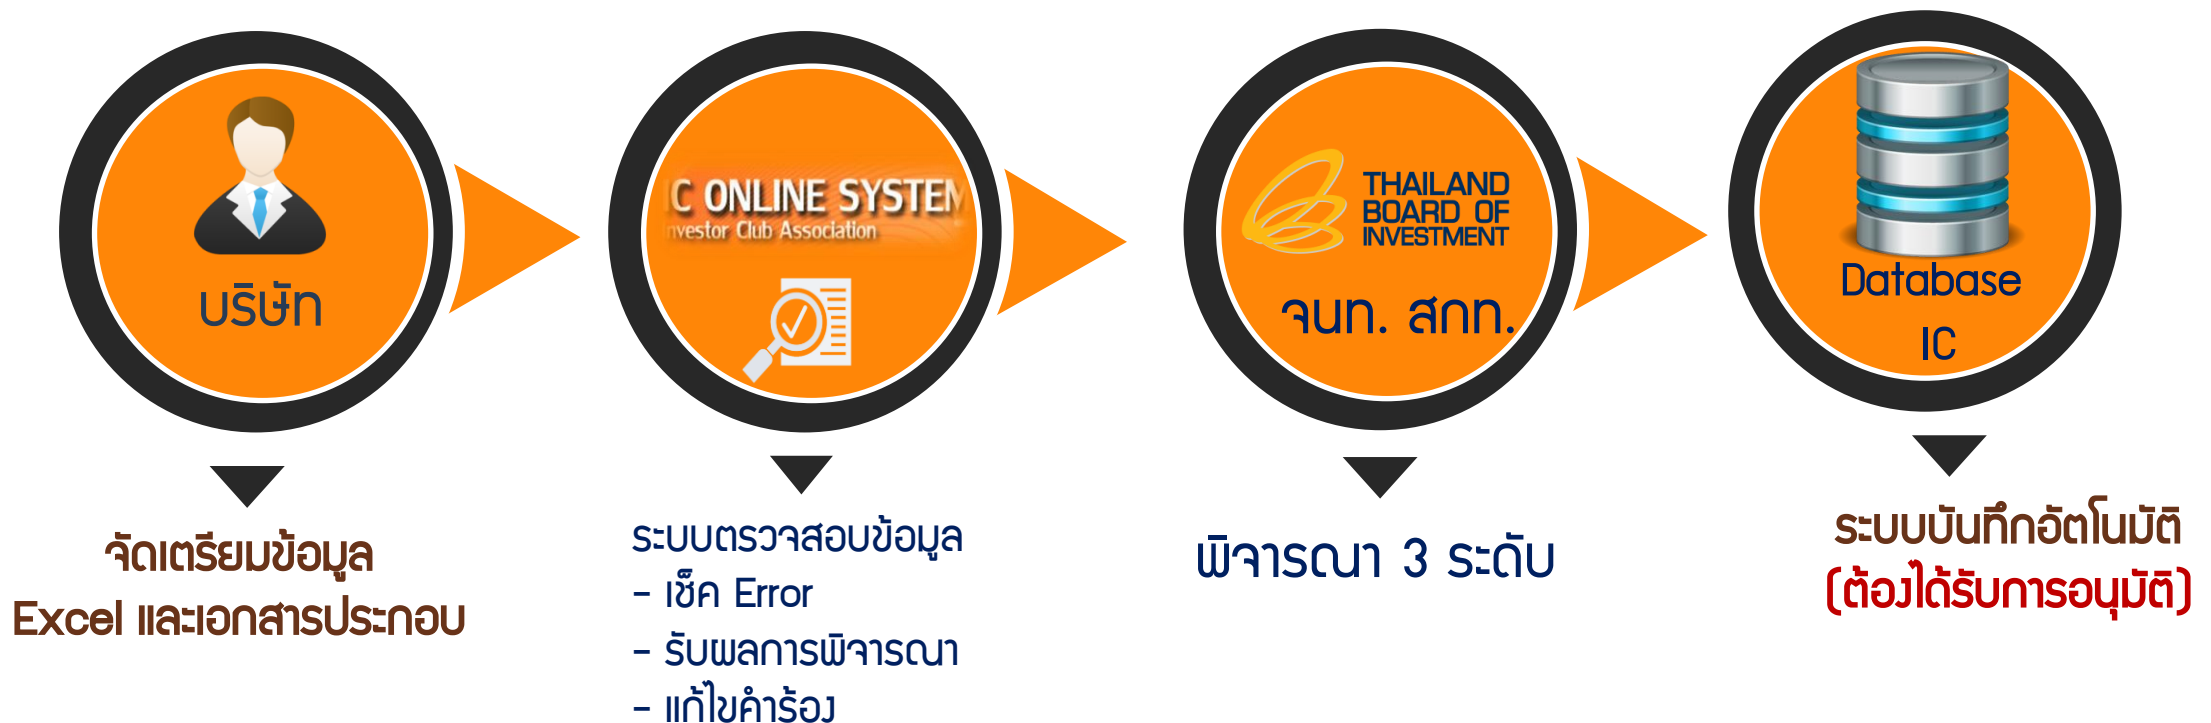 บริษัท
จัดเตรียมข้อมูล
Excel และเอกสารประกอบ
IC ONLINE SYSTEM
Investor Club Association
ระบบตรวจสอบข้อมูล
- เช็ค Error
- รับผลการพิจารณา
- แก้ไขคำร้อง
THAILAND
BOARD OF
INVESTMENT
จนท. สกท.
พิจารณา 3 ระดับ
Database
IC
ระบบบันทึกอัตโนมัติ
(ต้องได้รับการอนุมัติ)